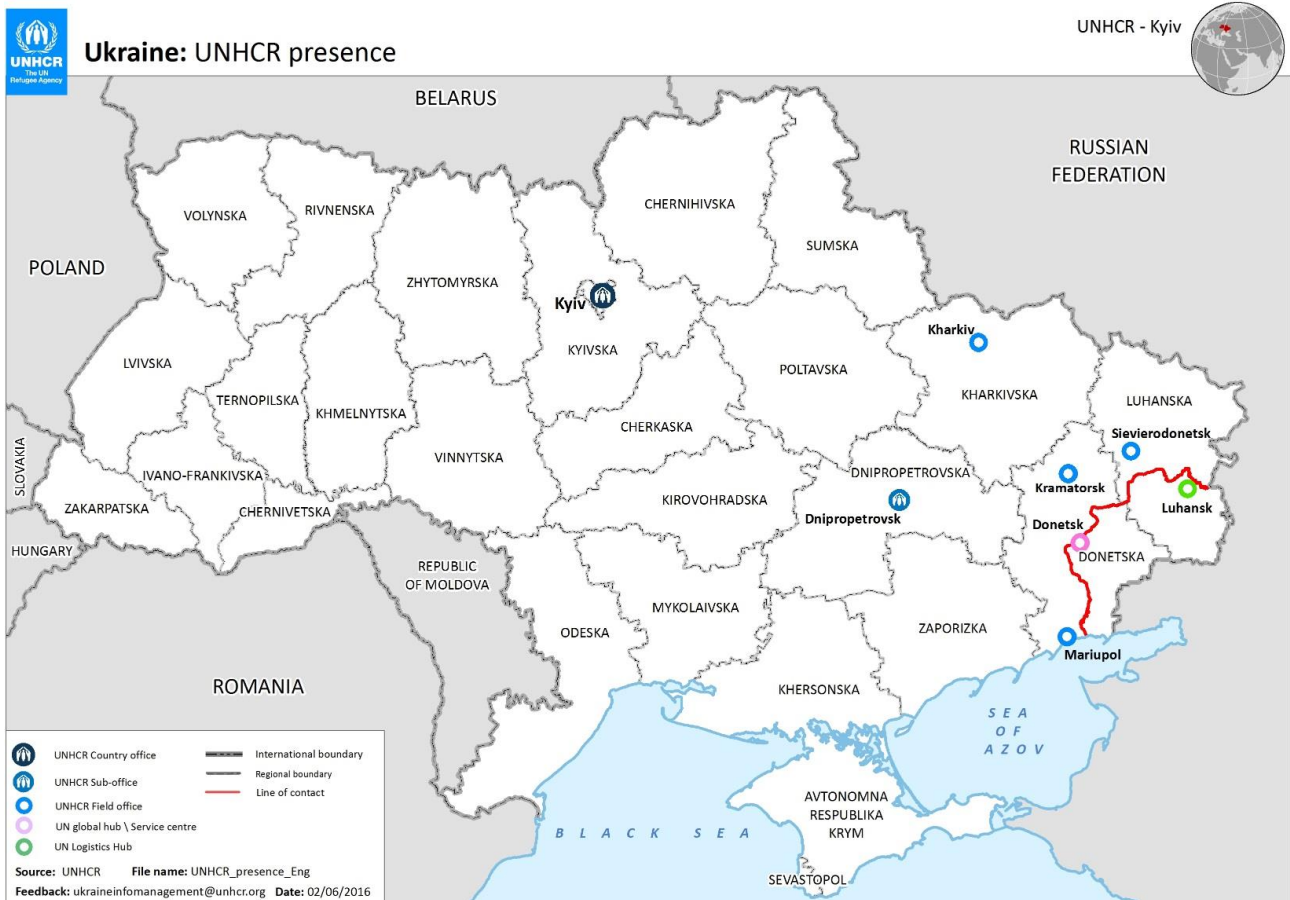 UNHCR
The UN
Refugee Agency
Ukraine: UNHCR presence
UNHCR - Kyiv
BELARUS
RUSSIAN
FEDERATION
POLAND
SLOVAKIA
HUNGARY
ROMANIA
REPUBLIC
OF MOLDOVA
VOLYNSKA
RIVNENSKA
ZHYTOMYRSKA
CHERNIHIVSKA
SUMSKA
Kyiv
KYIVSKA
LVIVSKA
TERNOPILSKA
KHMELNYTSKA
VINNYTSKA
CHERKASKA
POLTAVSKA
Kharkiv
KHARKIVSKA
LUHANSKA
Sievierodonetsk
IVANO-FRANKIVSKA
ZAKARPATSKA
CHERNIVETSKA
KIROVOHRADSKA
DNIPROPETROVSKA
Dnipropetrovsk
Kramatorsk
Luhansk
Donetsk
DONETSKA
ODESKA
MYKOLAIVSKA
ZAPORIZKA
Mariupol
KHERSONSKA
SEA
OF
AZOV
AVTONOMNA
RESPUBLIKA
KRYM
BLACK SEA
SEVASTOPOL
UNHCR Country office
UNHCR Sub-office
UNHCR Field office
UN global hub \ Service centre
UN Logistics Hub
International boundary
Regional boundary
Line of contact
Source: UNHCR File name: UNHCR_presence_Eng
Feedback: ukraineinfomanagement@unhcr.org Date: 02/06/2016